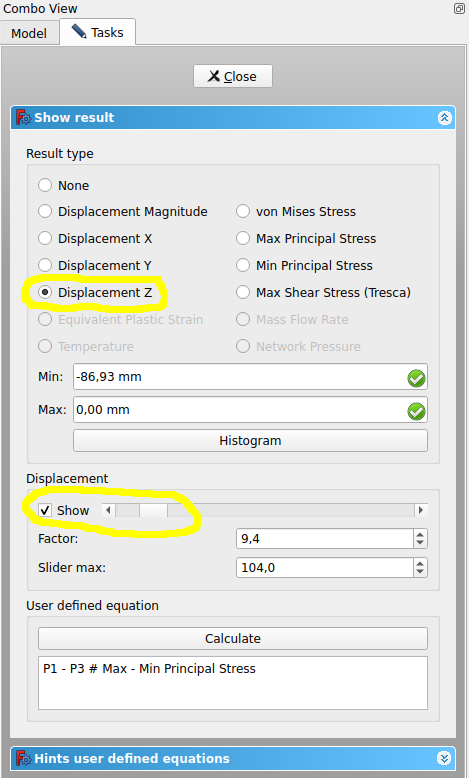 Combo View
Model
Tasks
Close
Show result
Result type
None
Displacement Magnitude
von Mises Stress
Displacement X
Max Principal Stress
Displacement Y
Min Principal Stress
Displacement Z
Max Shear Stress (Tresca)
Equivalent Plastic Strain
Mass Flow Rate
Temperature
Network Pressure
Min: -86,93 mm
Max: 0,00 mm
Histogram
Displacement
Show
Factor: 9,4
Slider max: 104,0
User defined equation
Calculate
P1 - P3 # Max - Min Principal Stress
Hints user defined equations